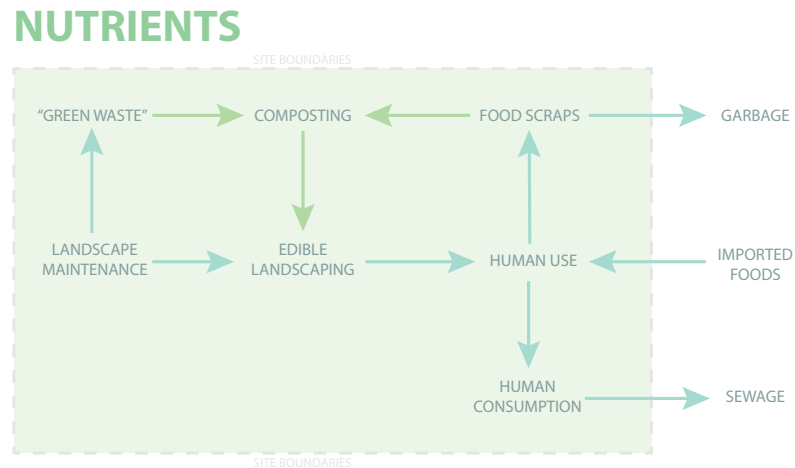 NUTRIENTS
SITE BOUNDARIES
“GREEN WASTE”
COMPOSTING
FOOD SCRAPS
GARBAGE
LANDSCAPE
MAINTENANCE
EDIBLE
LANDSCAPING
HUMAN USE
IMPORTED
FOODS
HUMAN
CONSUMPTION
SEWAGE
SITE BOUNDARIES